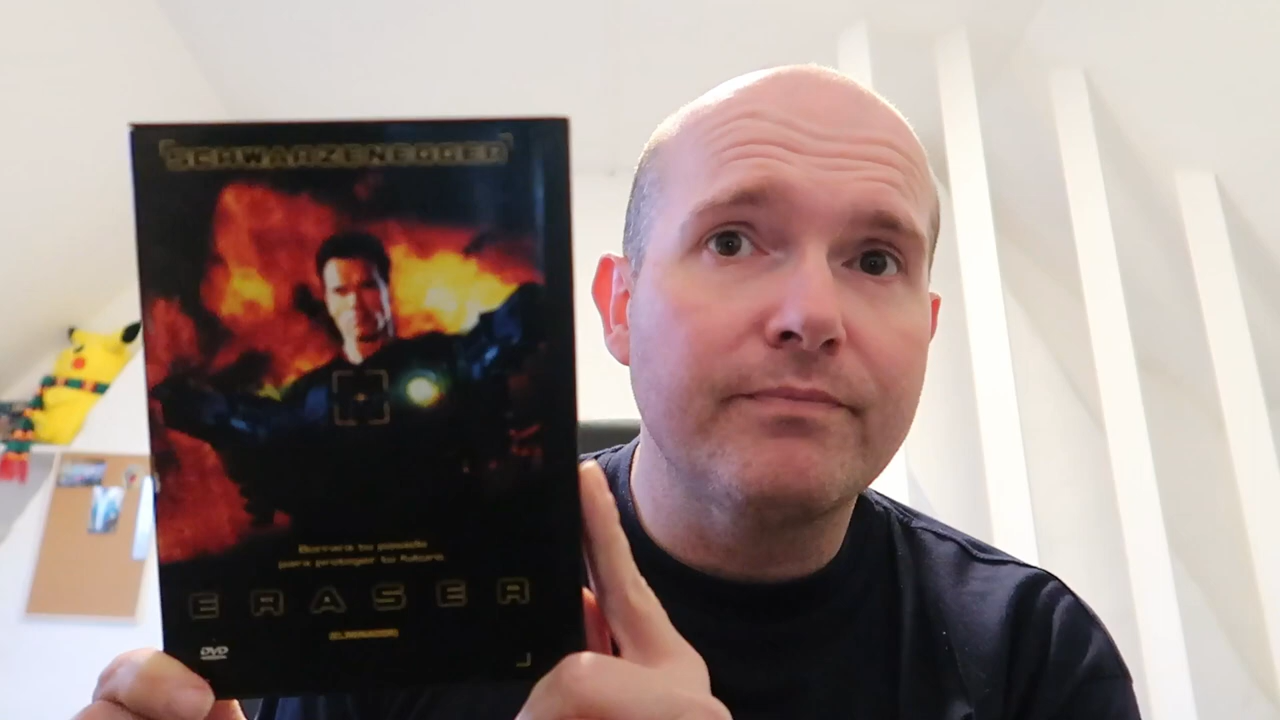 SCHWARZENEGGER
Borrará tu pasado
para proteger tu futuro.
ERASER
(ELIMINADOR)
DVD